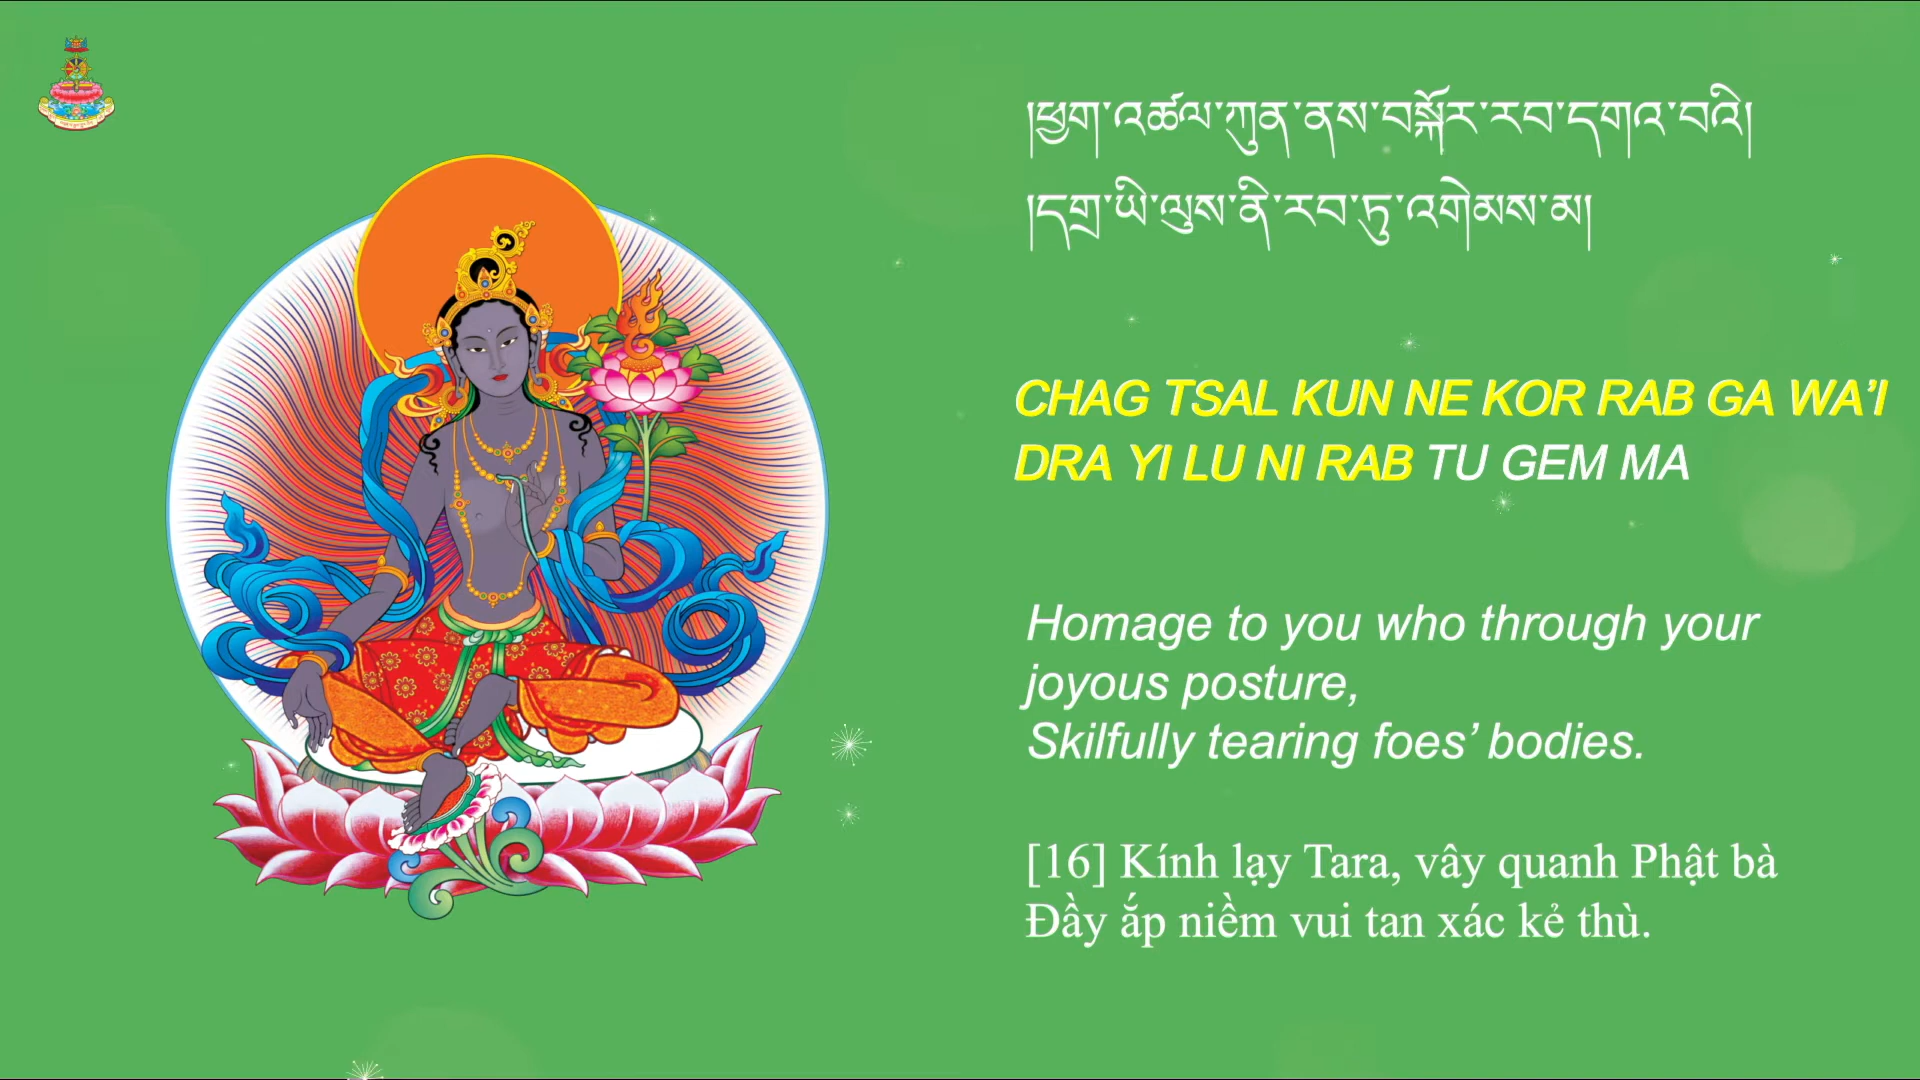 །ཕྱག་འཚལ་ཀུན་ནས་བསྐོར་རབ་དགའ་བའི།
།དགྲ་ཡི་ལུས་ནི་རབ་ཏུ་འགེམས་མ།
CHAG TSAL KUN NE KOR RAB GA WA’I
DRA YI LU NI RAB TU GEM MA
Homage to you who through your
joyous posture,
Skilfully tearing foes’ bodies.
[16] Kính lạy Tara, vây quanh Phật bà
Đầy ắp niềm vui tan xác kẻ thù.